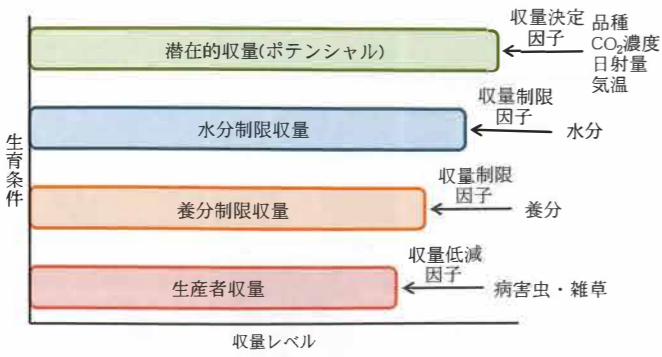 収量決定
因子
品種
CO₂濃度
日射量
気温
潜在的収量(ポテンシャル)
収量制限
因子
水分
水分制限収量
生育条件
収量制限
因子
養分
養分制限収量
収量低減
因子
病害虫・雑草
生産者収量
収量レベル